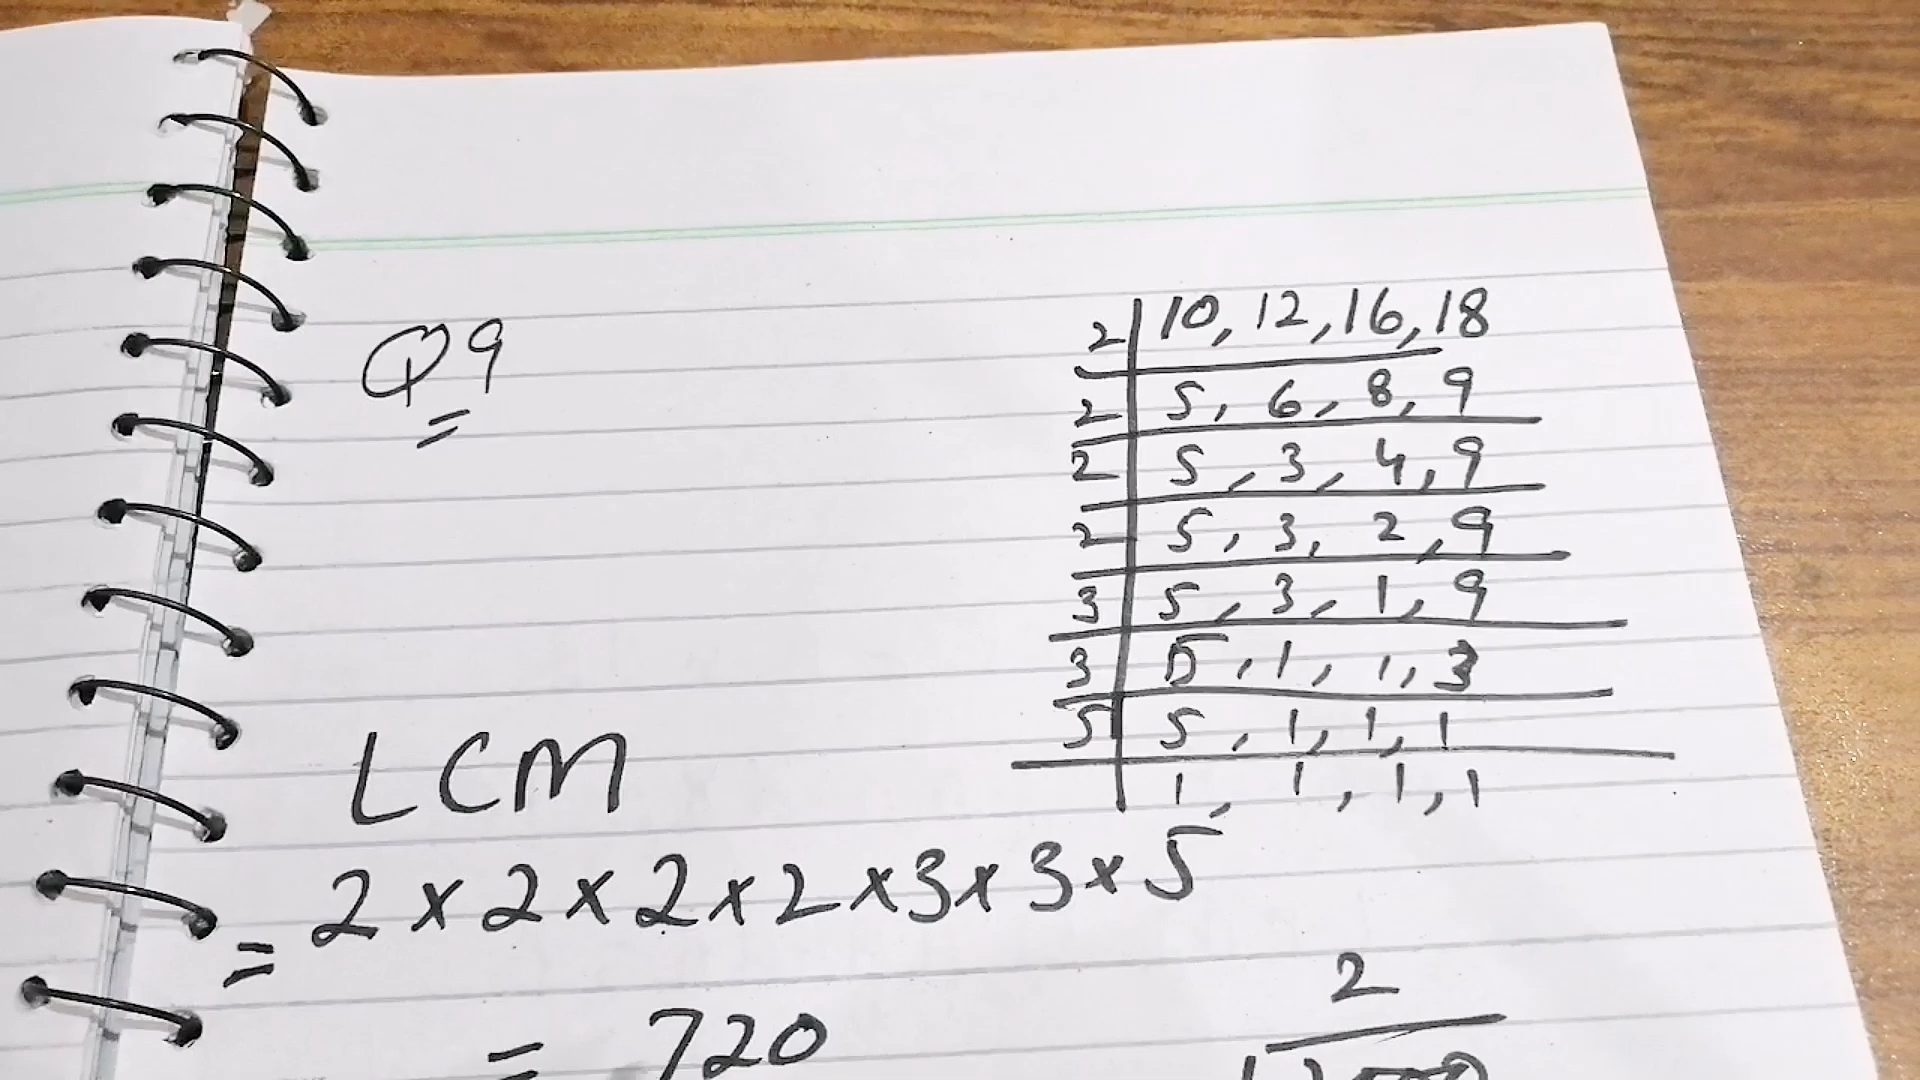 Q9
2 | 10, 12, 16, 18
2 | 5, 6, 8, 9
2 | 5, 3, 4, 9
2 | 5, 3, 2, 9
3 | 5, 3, 1, 9
3 | 5, 1, 1, 3
5 | 5, 1, 1, 1
1, 1, 1, 1
LCM
= 2 × 2 × 2 × 2 × 3 × 3 × 5
= 720
2